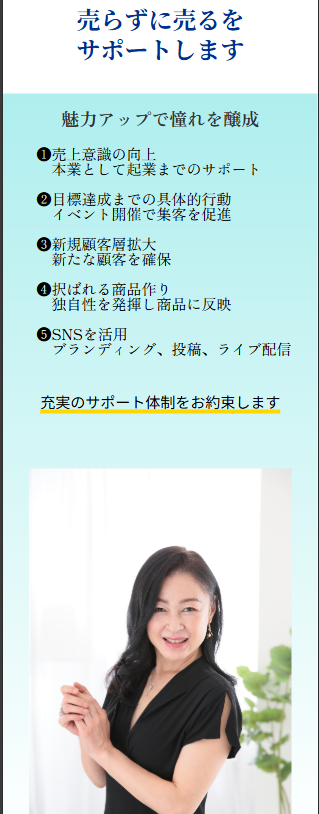 売らずに売るを
サポートします
魅力アップで憧れを醸成
❶売上意識の向上
本業として起業までのサポート
❷目標達成までの具体的行動
イベント開催で集客を促進
❸新規顧客層拡大
新たな顧客を確保
❹択ばれる商品作り
独自性を発揮し商品に反映
❺SNSを活用
ブランディング、投稿、ライブ配信
充実のサポート体制をお約束します